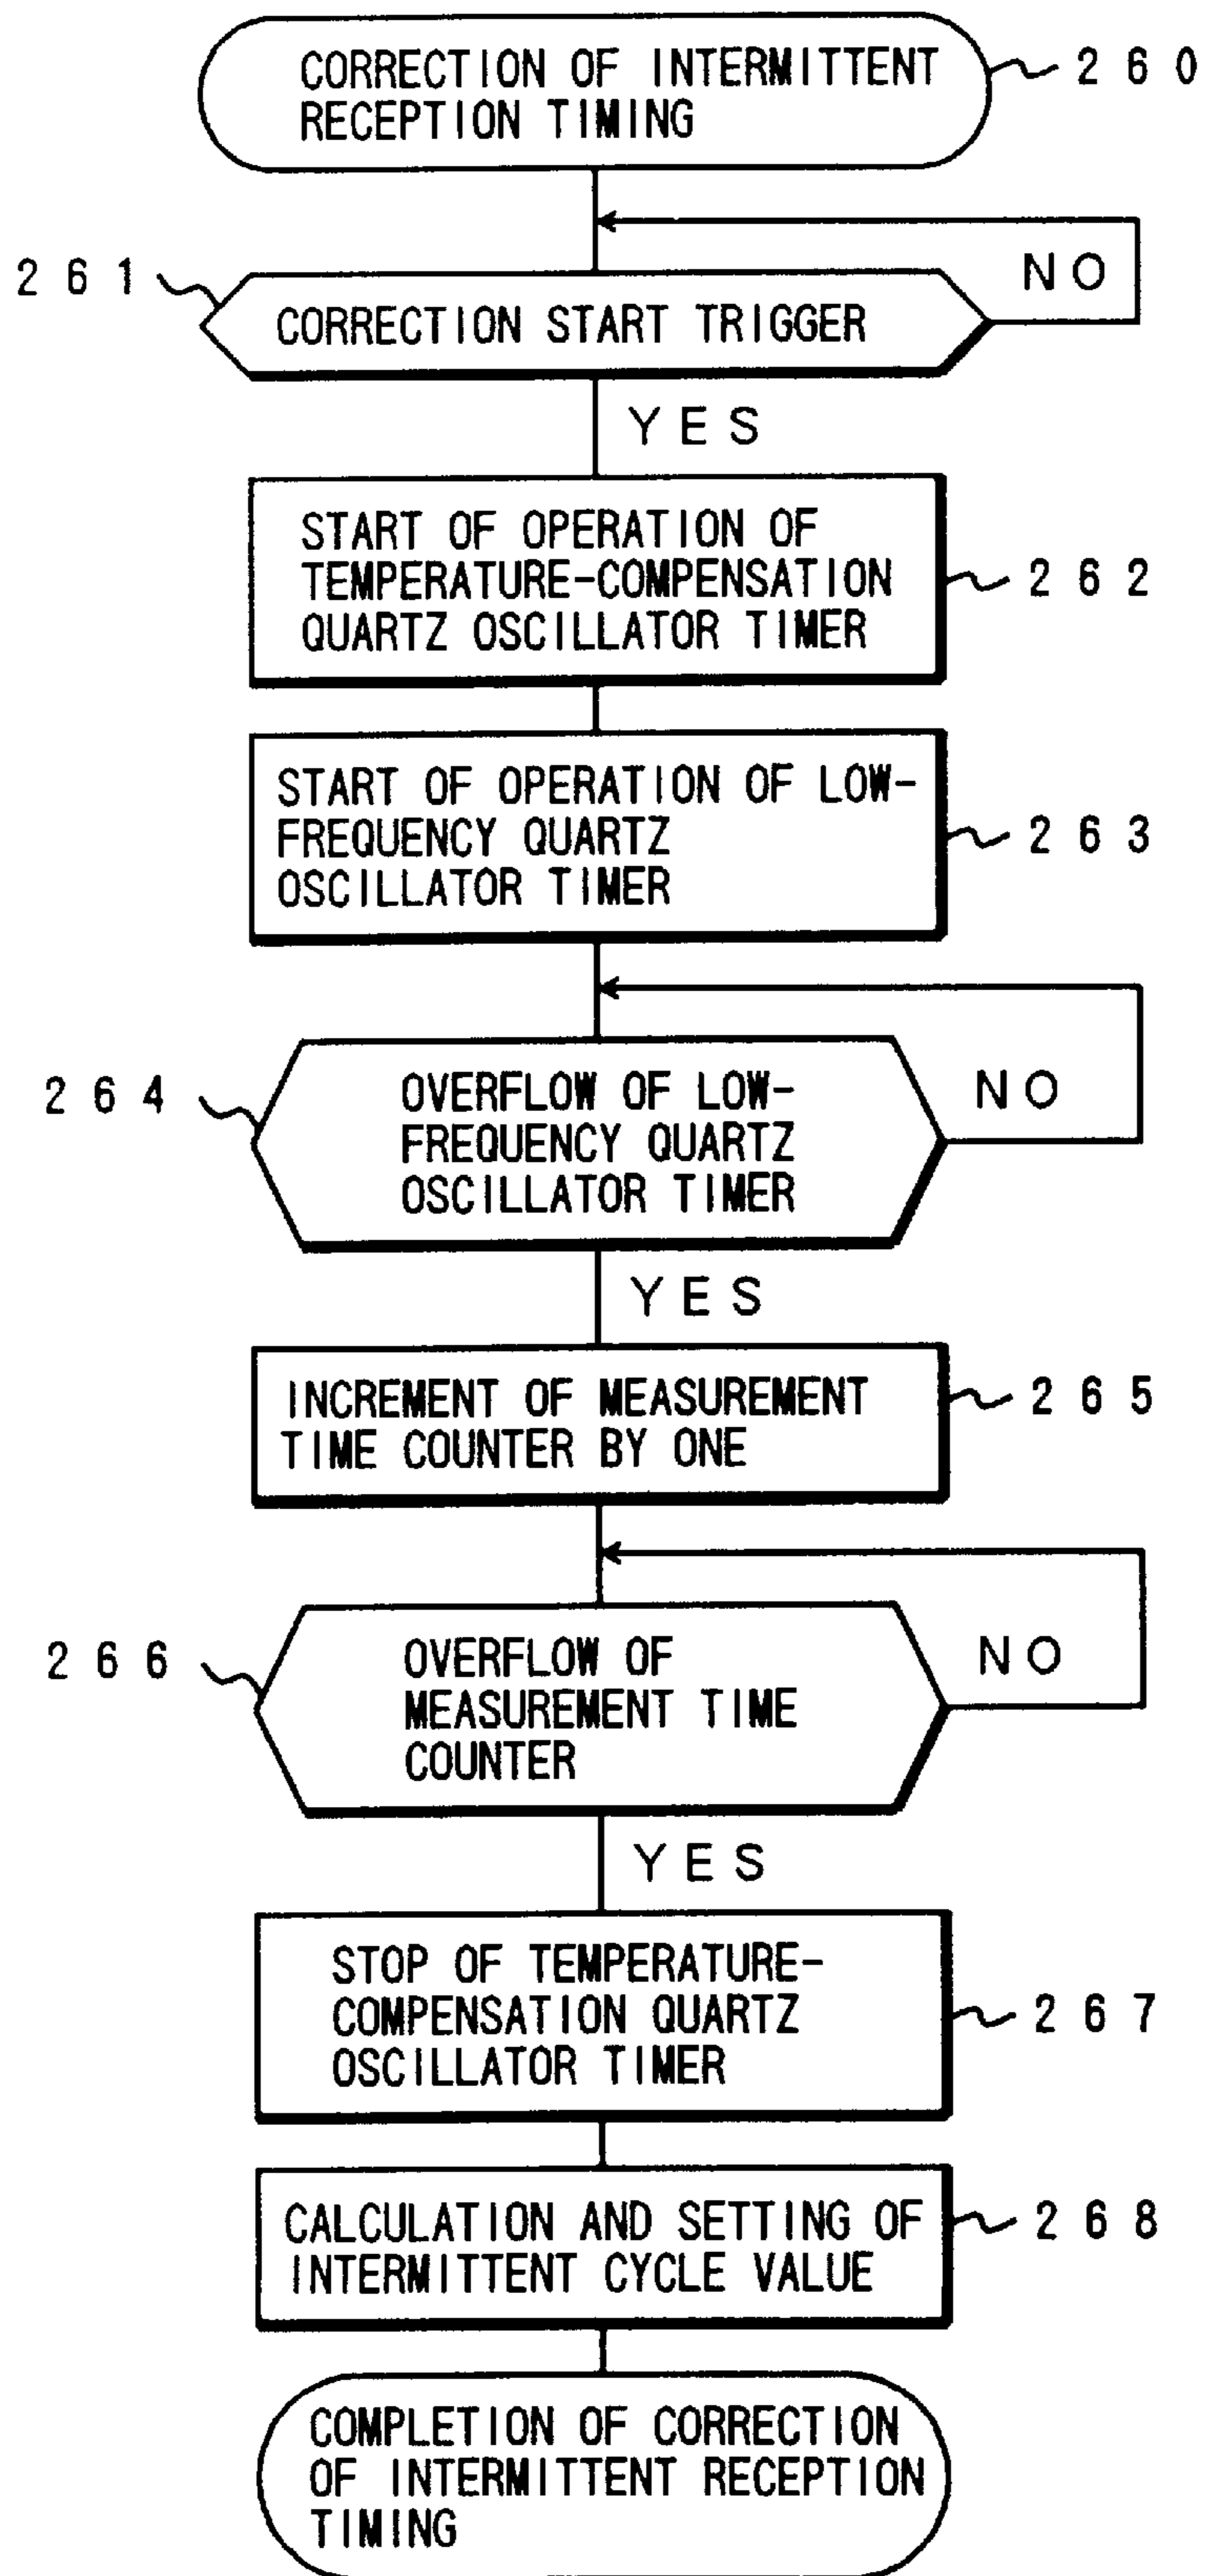 CORRECTION OF INTERMITTENT
RECEPTION TIMING
260
261
CORRECTION START TRIGGER
NO
YES
START OF OPERATION OF
TEMPERATURE-COMPENSATION
QUARTZ OSCILLATOR TIMER
262
START OF OPERATION OF LOW-
FREQUENCY QUARTZ
OSCILLATOR TIMER
263
264
OVERFLOW OF LOW-
FREQUENCY QUARTZ
OSCILLATOR TIMER
NO
YES
INCREMENT OF MEASUREMENT
TIME COUNTER BY ONE
265
266
OVERFLOW OF
MEASUREMENT TIME
COUNTER
NO
YES
STOP OF TEMPERATURE-
COMPENSATION QUARTZ
OSCILLATOR TIMER
267
CALCULATION AND SETTING OF
INTERMITTENT CYCLE VALUE
268
COMPLETION OF CORRECTION
OF INTERMITTENT RECEPTION
TIMING